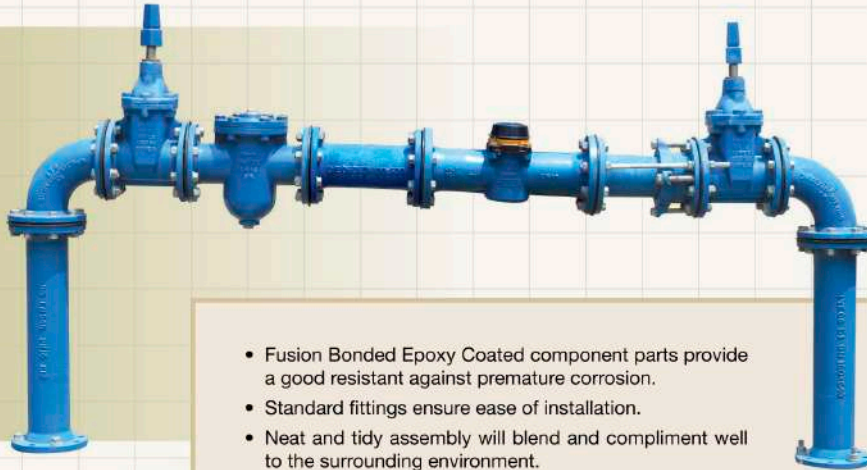 • Fusion Bonded Epoxy Coated component parts provide
a good resistant against premature corrosion.
• Standard fittings ensure ease of installation.
• Neat and tidy assembly will blend and compliment well
to the surrounding environment.